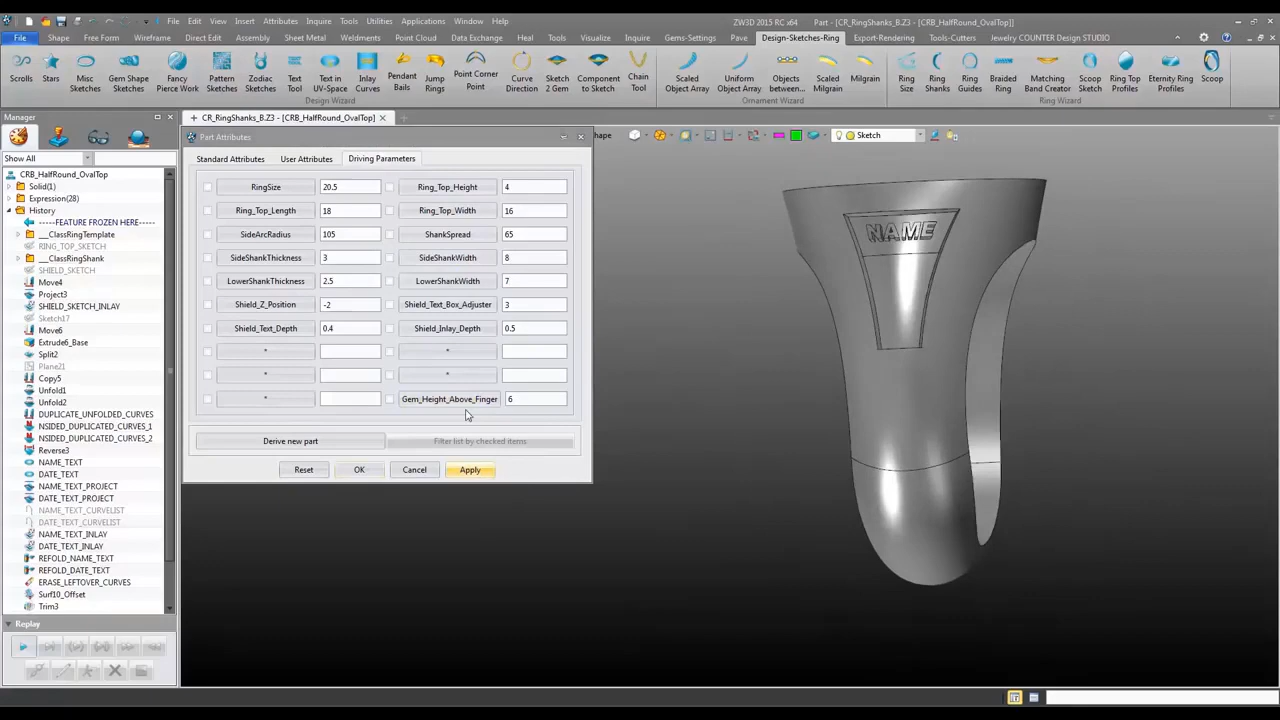 ZW3D 2015 RC x64 Part - [CR_RingShanks_B.Z3 - [CRB_HalfRound_OvalTop]]
File Edit View Insert Attributes Inquire Tools Utilities Applications Window Help
File Shape Free Form Wireframe Direct Edit Assembly Sheet Metal Weldments Point Cloud Data Exchange Heal Tools Visualize Inquire Gems-Settings Pave Design-Sketches-Ring Export-Rendering Tools-Cutters Jewelry COUNTER Design STUDIO
Scrolls Stars Misc Sketches Gem Shape Sketches Fancy Pierce Work Pattern Sketches Zodiac Sketches Text Tool Text in UV-Space Inlay Curves Pendant Bails Jump Rings Point Corner Point Curve Direction Sketch 2 Gem Component to Sketch Chain Tool Scaled Object Array Uniform Object Array Objects between Scaled Milgrain Milgrain Ring Size Ring Shanks Ring Guides Braided Ring Matching Band Creator Scoop Sketch Ring Top Profiles Eternity Ring Profiles Scoop
Design Wizard Ornament Wizard Ring Wizard
Manager
CR_RingShanks_B.Z3 - [CRB_HalfRound_OvalTop]
Show All
CRB_HalfRound_OvalTop
Solid(1)
Expression(28)
History
-----FEATURE FROZEN HERE-----
___ClassRingTemplate
RING_TOP_SKETCH
___ClassRingShank
SHIELD_SKETCH
Move4
Project3
SHIELD_SKETCH_INLAY
Sketch17
Move6
Extrude6_Base
Split2
Plane21
Copy5
Unfold1
Unfold2
DUPLICATE_UNFOLDED_CURVES
NSIDED_DUPLICATED_CURVES_1
NSIDED_DUPLICATED_CURVES_2
Reverse3
NAME_TEXT
DATE_TEXT
NAME_TEXT_PROJECT
DATE_TEXT_PROJECT
NAME_TEXT_CURVELIST
DATE_TEXT_CURVELIST
NAME_TEXT_INLAY
DATE_TEXT_INLAY
REFOLD_NAME_TEXT
REFOLD_DATE_TEXT
ERASE_LEFTOVER_CURVES
Surf10_Offset
Trim3
Replay
Part Attributes
Standard Attributes User Attributes Driving Parameters
RingSize 20.5 Ring_Top_Height 4
Ring_Top_Length 18 Ring_Top_Width 16
SideArcRadius 105 ShankSpread 65
SideShankThickness 3 SideShankWidth 8
LowerShankThickness 2.5 LowerShankWidth 7
Shield_Z_Position -2 Shield_Text_Box_Adjuster 3
Shield_Text_Depth 0.4 Shield_Inlay_Depth 0.5
* *
* *
* Gem_Height_Above_Finger 6
Derive new part Filter list by checked items
Reset OK Cancel Apply
hape
Sketch
NAME